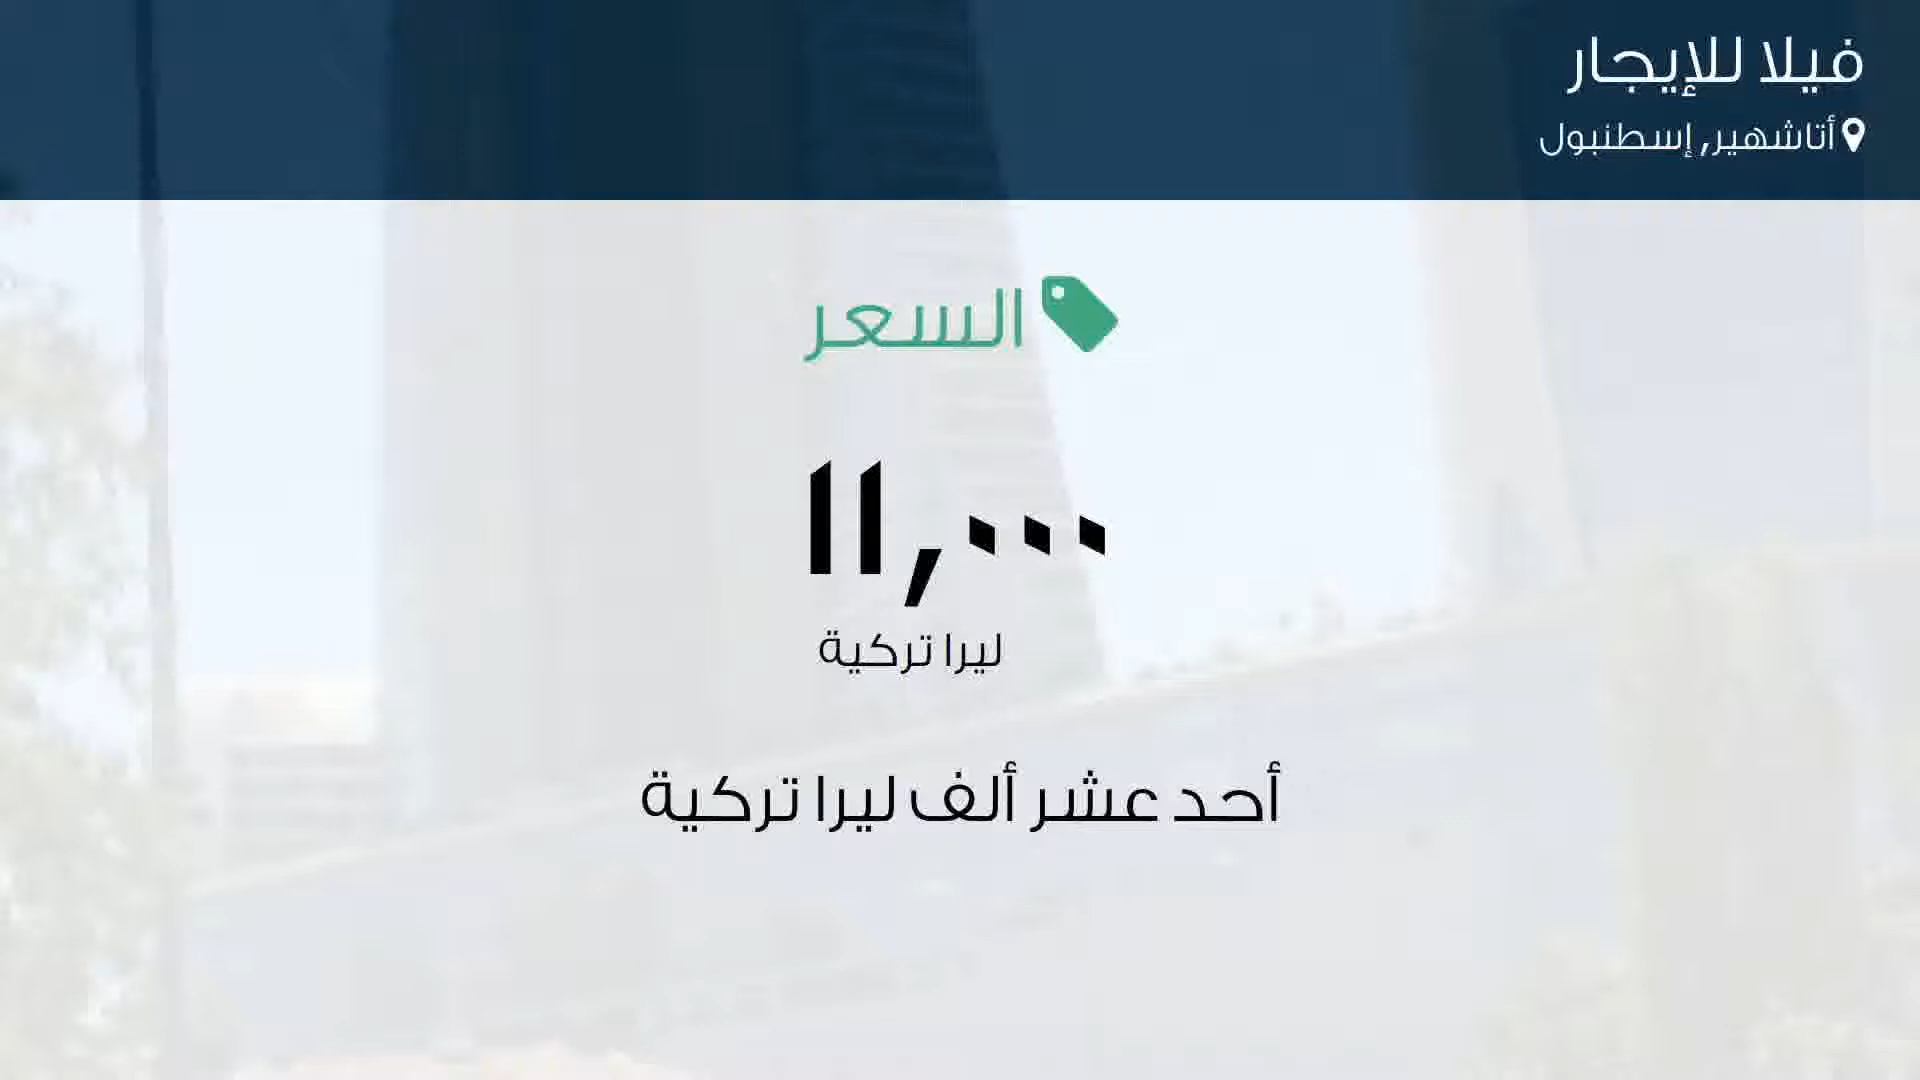 فيلا للإيجار
أتاشهير, إسطنبول
السعر
١١,٠٠٠
ليرا تركية
أحد عشر ألف ليرا تركية